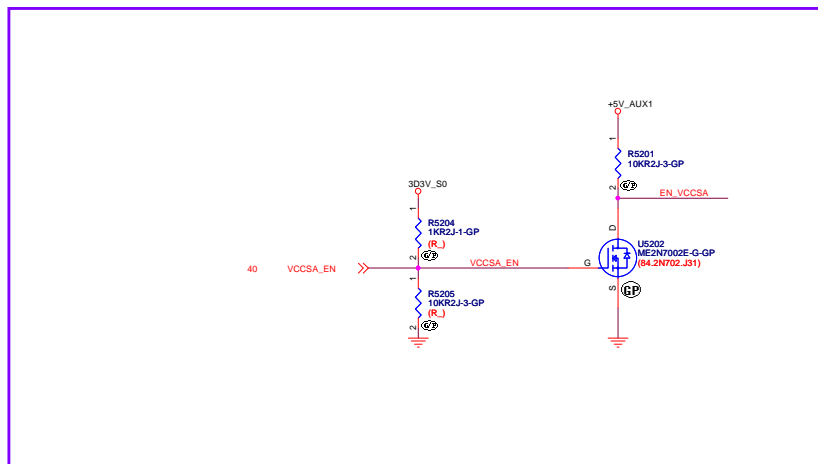 +5V_AUX1
1
R5201
10KR2J-3-GP
2
G/P
EN_VCCSA
3D3V_S0
1
R5204
1KR2J-1-GP
(R_)
2
G/P
40 VCCSA_EN
VCCSA_EN
G
D
U5202
ME2N7002E-G-GP
(84.2N702.J31)
S
GP
1
R5205
10KR2J-3-GP
(R_)
2
G/P